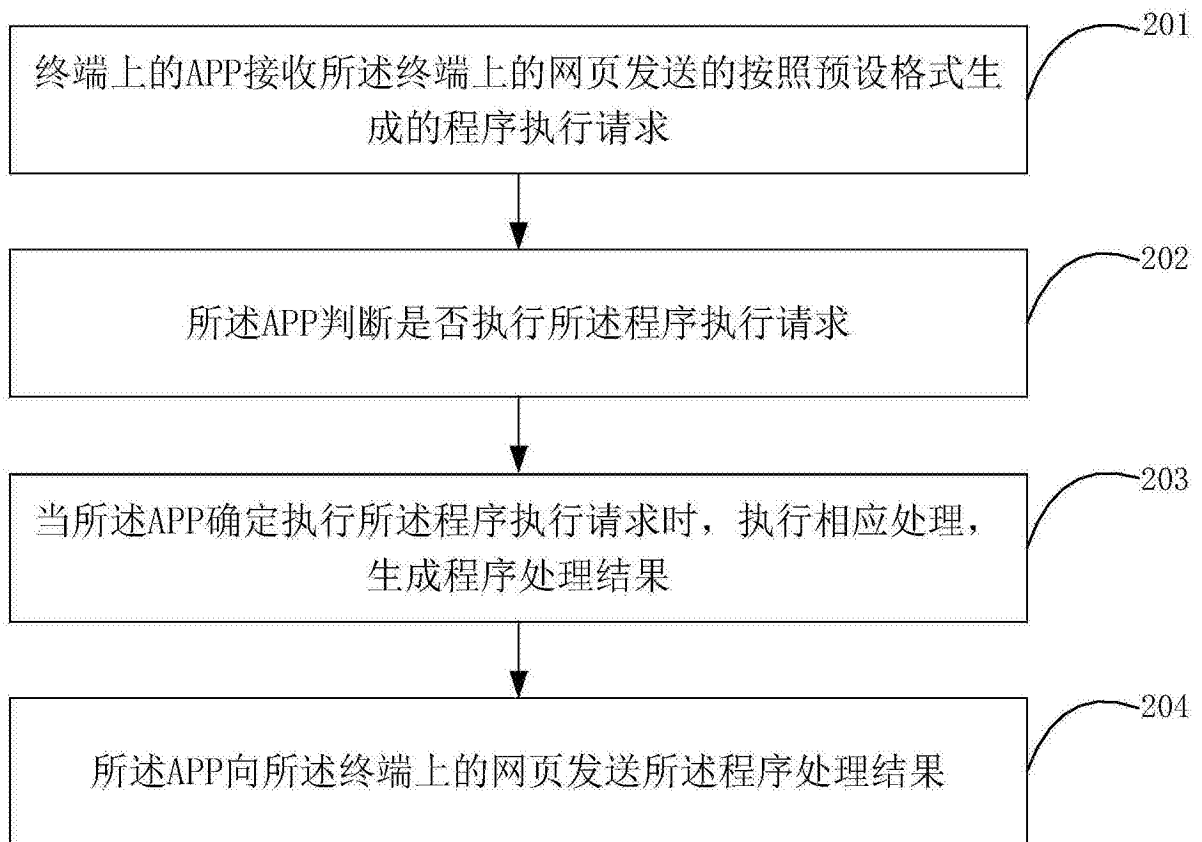 201
终端上的APP接收所述终端上的网页发送的按照预设格式生
成的程序执行请求
202
所述APP判断是否执行所述程序执行请求
203
当所述APP确定执行所述程序执行请求时，执行相应处理，
生成程序处理结果
204
所述APP向所述终端上的网页发送所述程序处理结果